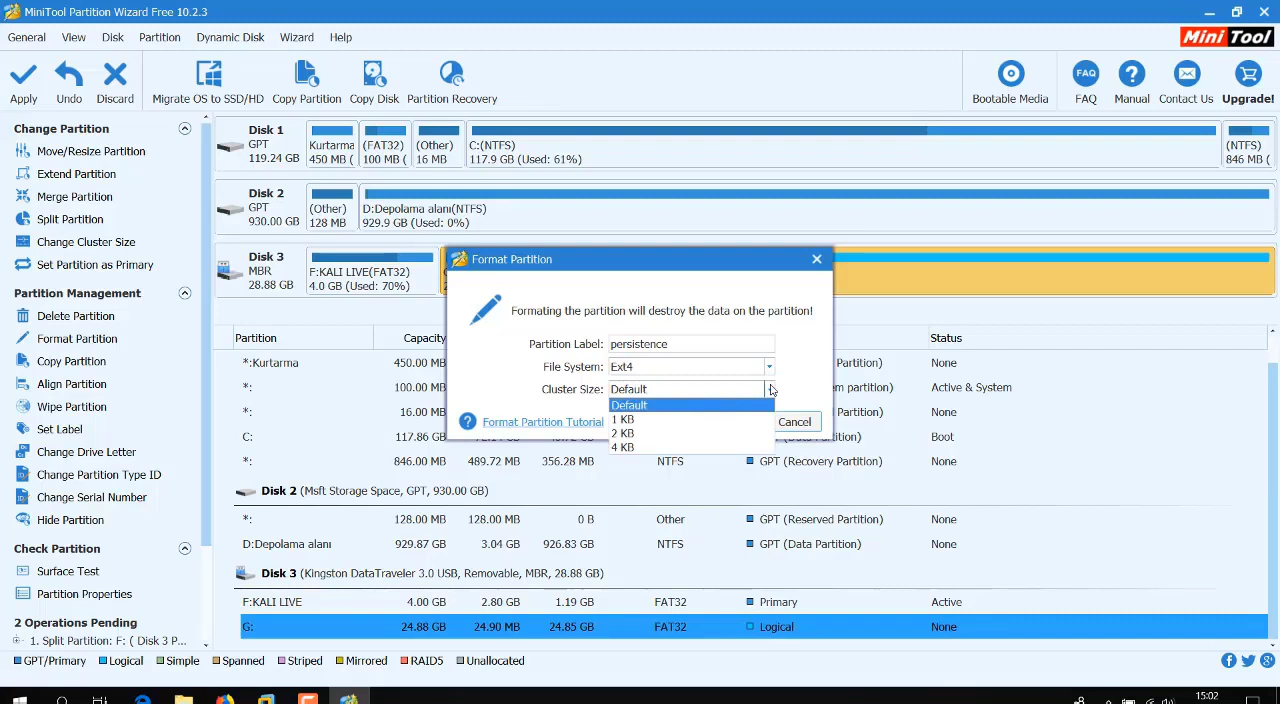 MiniTool Partition Wizard Free 10.2.3
General View Disk Partition Dynamic Disk Wizard Help
Mini Tool
Apply Undo Discard Migrate OS to SSD/HD Copy Partition Copy Disk Partition Recovery Bootable Media FAQ Manual Contact Us Upgrade!
Change Partition
Move/Resize Partition
Extend Partition
Merge Partition
Split Partition
Change Cluster Size
Set Partition as Primary
Partition Management
Delete Partition
Format Partition
Copy Partition
Align Partition
Wipe Partition
Set Label
Change Drive Letter
Change Partition Type ID
Change Serial Number
Hide Partition
Check Partition
Surface Test
Partition Properties
2 Operations Pending
1. Split Partition: F: ( Disk 3 P...
Disk 1
GPT
119.24 GB
Kurtarma
450 MB (
(FAT32)
100 MB (
(Other)
16 MB
C:(NTFS)
117.9 GB (Used: 61%)
(NTFS)
846 MB (
Disk 2
GPT
930.00 GB
(Other)
128 MB
D:Depolama alanı(NTFS)
929.9 GB (Used: 0%)
Disk 3
MBR
28.88 GB
F:KALI LIVE(FAT32)
4.0 GB (Used: 70%)
Format Partition
Formating the partition will destroy the data on the partition!
Partition Label: persistence
File System: Ext4
Cluster Size: Default
Default
1 KB
2 KB
4 KB
Format Partition Tutorial
Cancel
Partition Capacity Status
*:Kurtarma 450.00 MB Partition) None
*: 100.00 MB m partition) Active & System
*: 16.00 MB Partition) None
C: 117.86 GB Partition) Boot
*: 846.00 MB 489.72 MB 356.28 MB NTFS GPT (Recovery Partition) None
Disk 2 (Msft Storage Space, GPT, 930.00 GB)
*: 128.00 MB 128.00 MB 0 B Other GPT (Reserved Partition) None
D:Depolama alanı 929.87 GB 3.04 GB 926.83 GB NTFS GPT (Data Partition) None
Disk 3 (Kingston DataTraveler 3.0 USB, Removable, MBR, 28.88 GB)
F:KALI LIVE 4.00 GB 2.80 GB 1.19 GB FAT32 Primary Active
G: 24.88 GB 24.90 MB 24.85 GB FAT32 Logical None
GPT/Primary Logical Simple Spanned Striped Mirrored RAID5 Unallocated
15:02